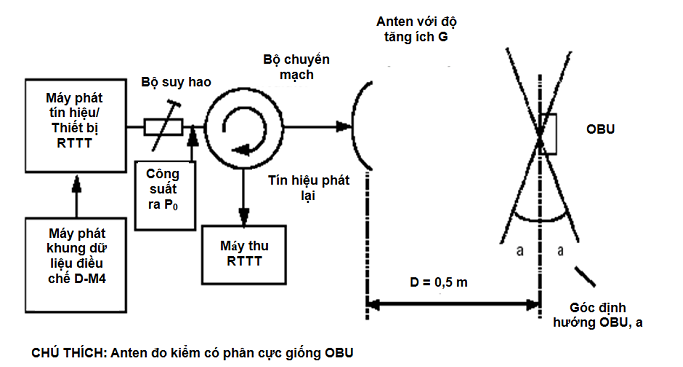 Anten với độ
tăng ích G
Bộ chuyển
mạch
Bộ suy hao
Máy phát
tín hiệu/
Thiết bị
RTTT
OBU
Công
suất
ra P₀
Tín hiệu phát
lại
Máy phát
khung dữ
liệu điều
chế D-M4
Máy thu
RTTT
a a
D = 0,5 m
Góc định
hướng OBU, a
CHÚ THÍCH: Anten đo kiểm có phân cực giống OBU